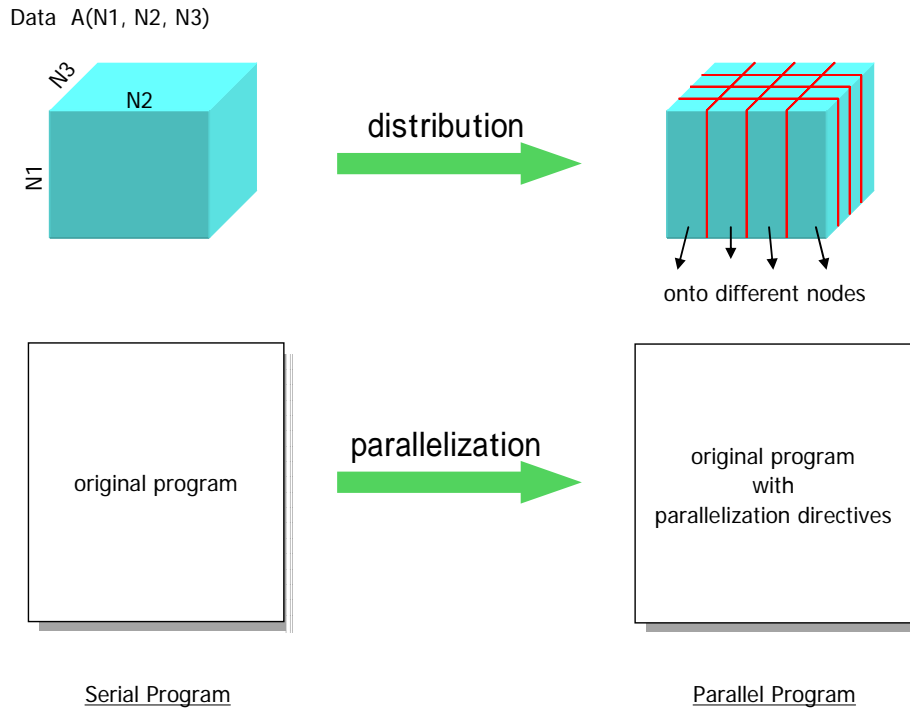 Data A(N1, N2, N3)
N3
N2
N1
distribution
onto different nodes
original program
parallelization
original program
with
parallelization directives
Serial Program
Parallel Program